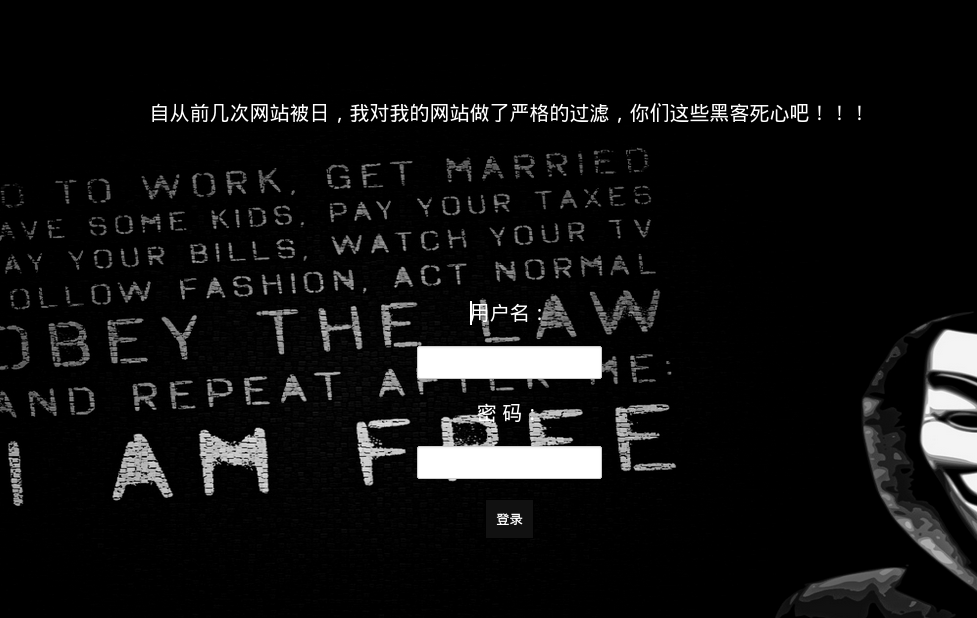 自从前几次网站被日，我对我的网站做了严格的过滤，你们这些黑客死心吧！！！
O TO WORK, GET MARRIED
AVE SOME KIDS, PAY YOUR TAXES
AY YOUR BILLS, WATCH YOUR TV
OLLOW FASHION, ACT NORMAL
OBEY THE LAW
用户名：
AND REPEAT AFTER ME:
密 码：
I AM FREE
登录